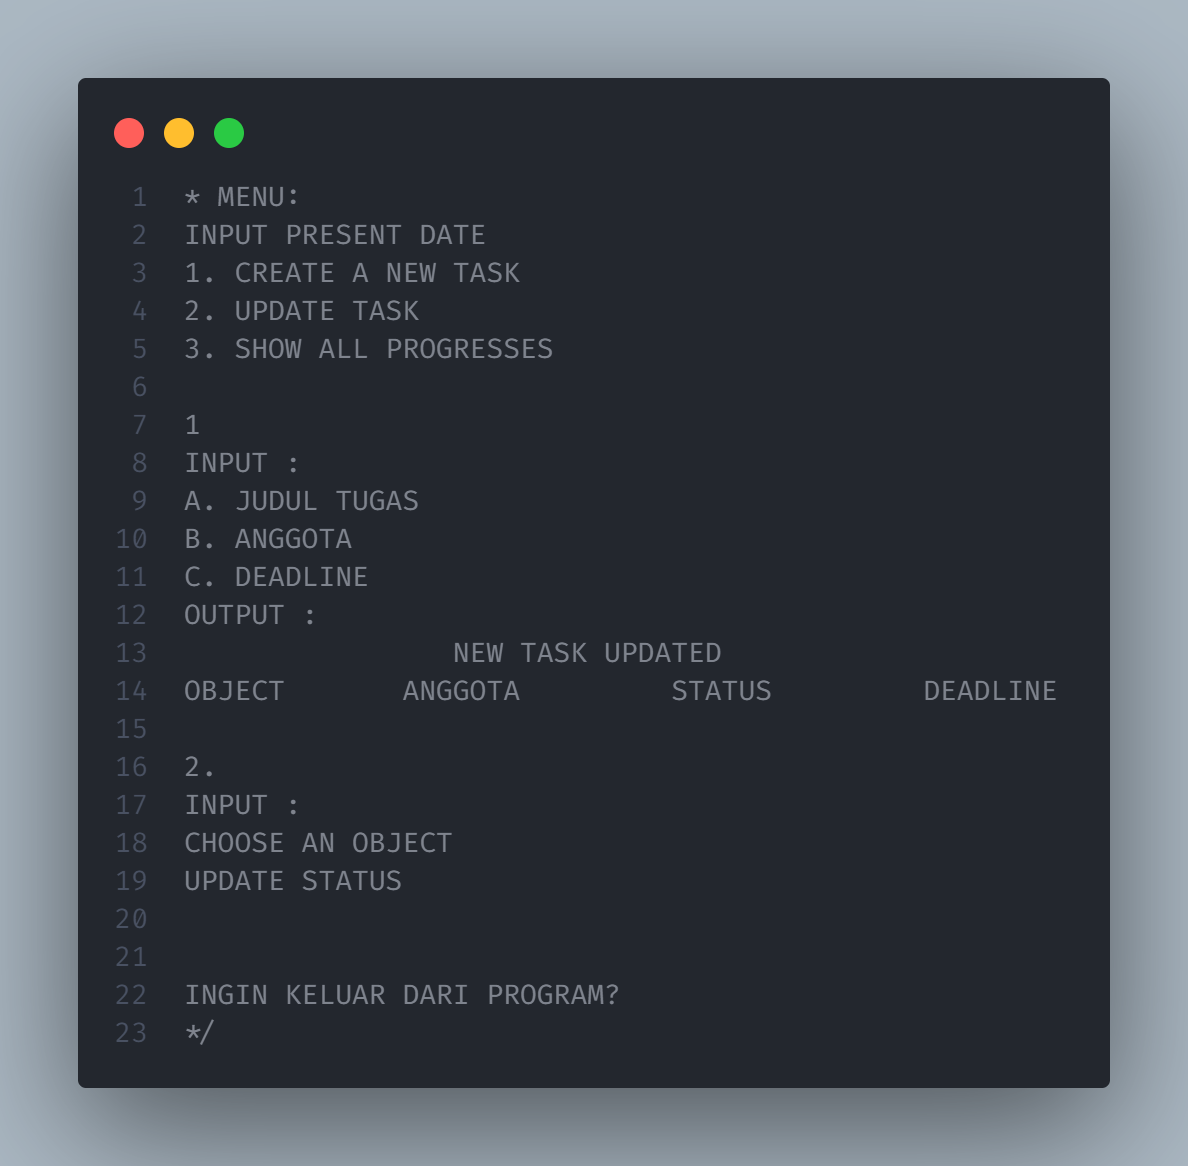 1 * MENU:
2 INPUT PRESENT DATE
3 1. CREATE A NEW TASK
4 2. UPDATE TASK
5 3. SHOW ALL PROGRESSES
6
7 1
8 INPUT :
9 A. JUDUL TUGAS
10 B. ANGGOTA
11 C. DEADLINE
12 OUTPUT :
13 NEW TASK UPDATED
14 OBJECT ANGGOTA STATUS DEADLINE
15
16 2.
17 INPUT :
18 CHOOSE AN OBJECT
19 UPDATE STATUS
20
21
22 INGIN KELUAR DARI PROGRAM?
23 */